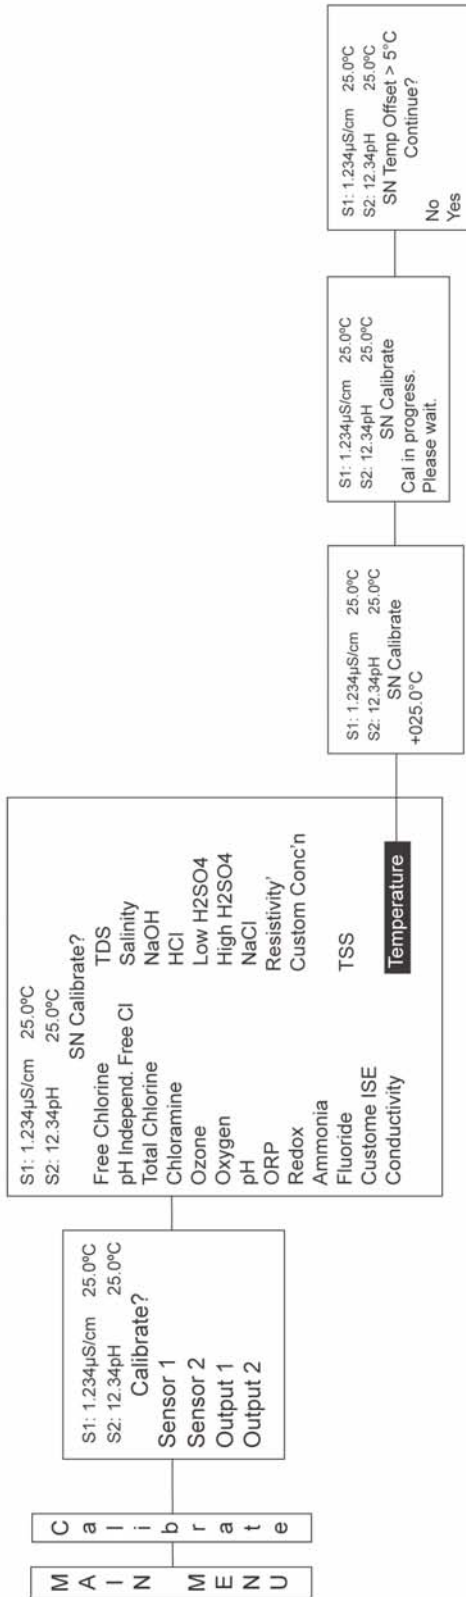 MAIN MENU
Calibrate
S1: 1.234µS/cm 25.0ºC
S2: 12.34pH 25.0ºC
Calibrate?
Sensor 1
Sensor 2
Output 1
Output 2
S1: 1.234µS/cm 25.0ºC
S2: 12.34pH 25.0ºC
SN Calibrate?
Free Chlorine TDS
pH Independ. Free Cl Salinity
Total Chlorine NaOH
Chloramine HCl
Ozone Low H2SO4
Oxygen High H2SO4
pH NaCl
ORP Resistivity'
Redox Custom Conc'n
Ammonia
Fluoride TSS
Custome ISE
Conductivity Temperature
S1: 1.234µS/cm 25.0ºC
S2: 12.34pH 25.0ºC
SN Calibrate
+025.0°C
S1: 1.234µS/cm 25.0ºC
S2: 12.34pH 25.0ºC
SN Calibrate
Cal in progress.
Please wait.
S1: 1.234µS/cm 25.0ºC
S2: 12.34pH 25.0ºC
SN Temp Offset > 5°C
Continue?
No
Yes